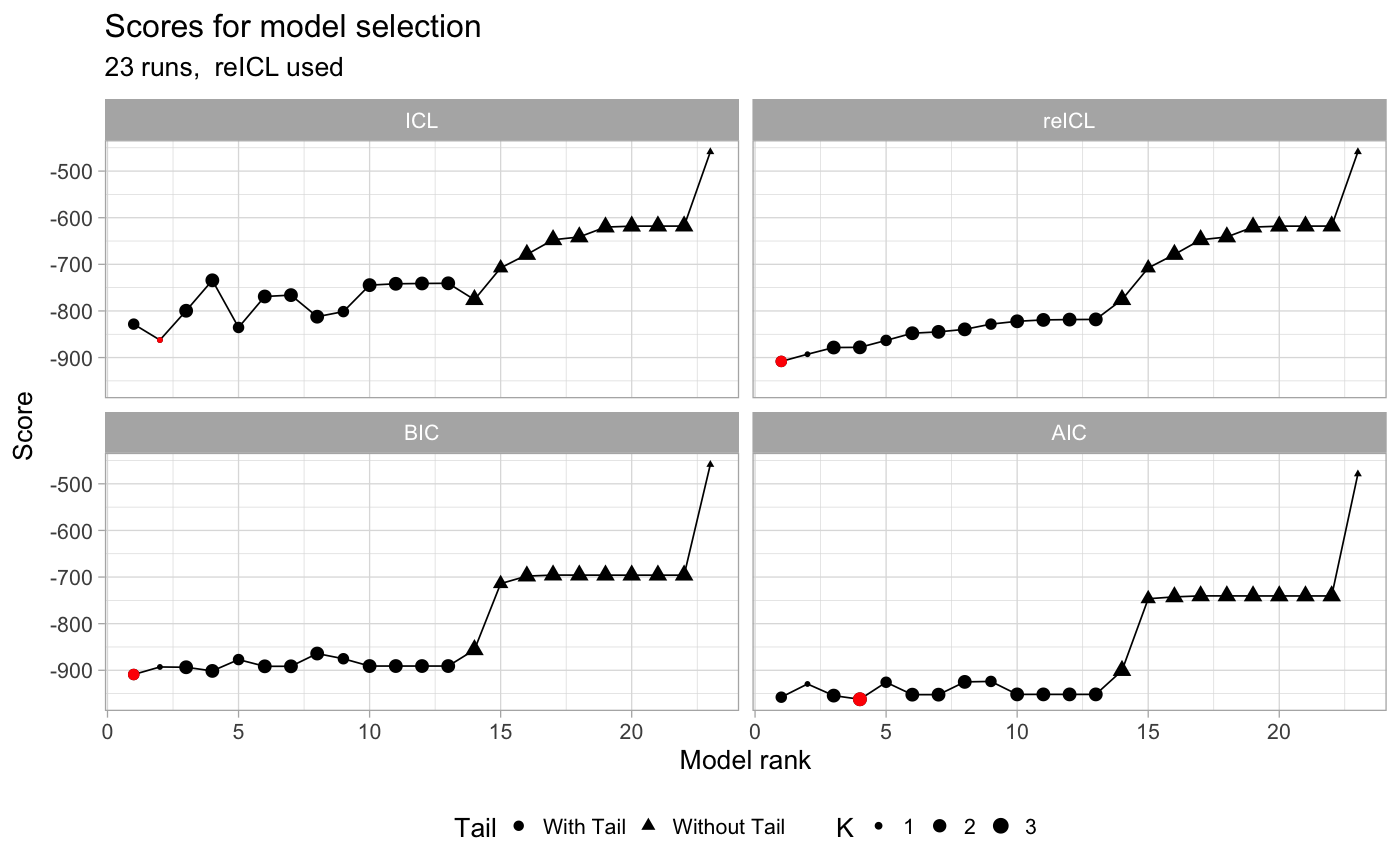 Scores for model selection
23 runs,  reICL used
ICL
reICL
-500
-600
-700
-800
-900
BIC
AIC
-500
-600
-700
-800
-900
0 5 10 15 20
0 5 10 15 20
Score
Model rank
Tail With Tail Without Tail K 1 2 3